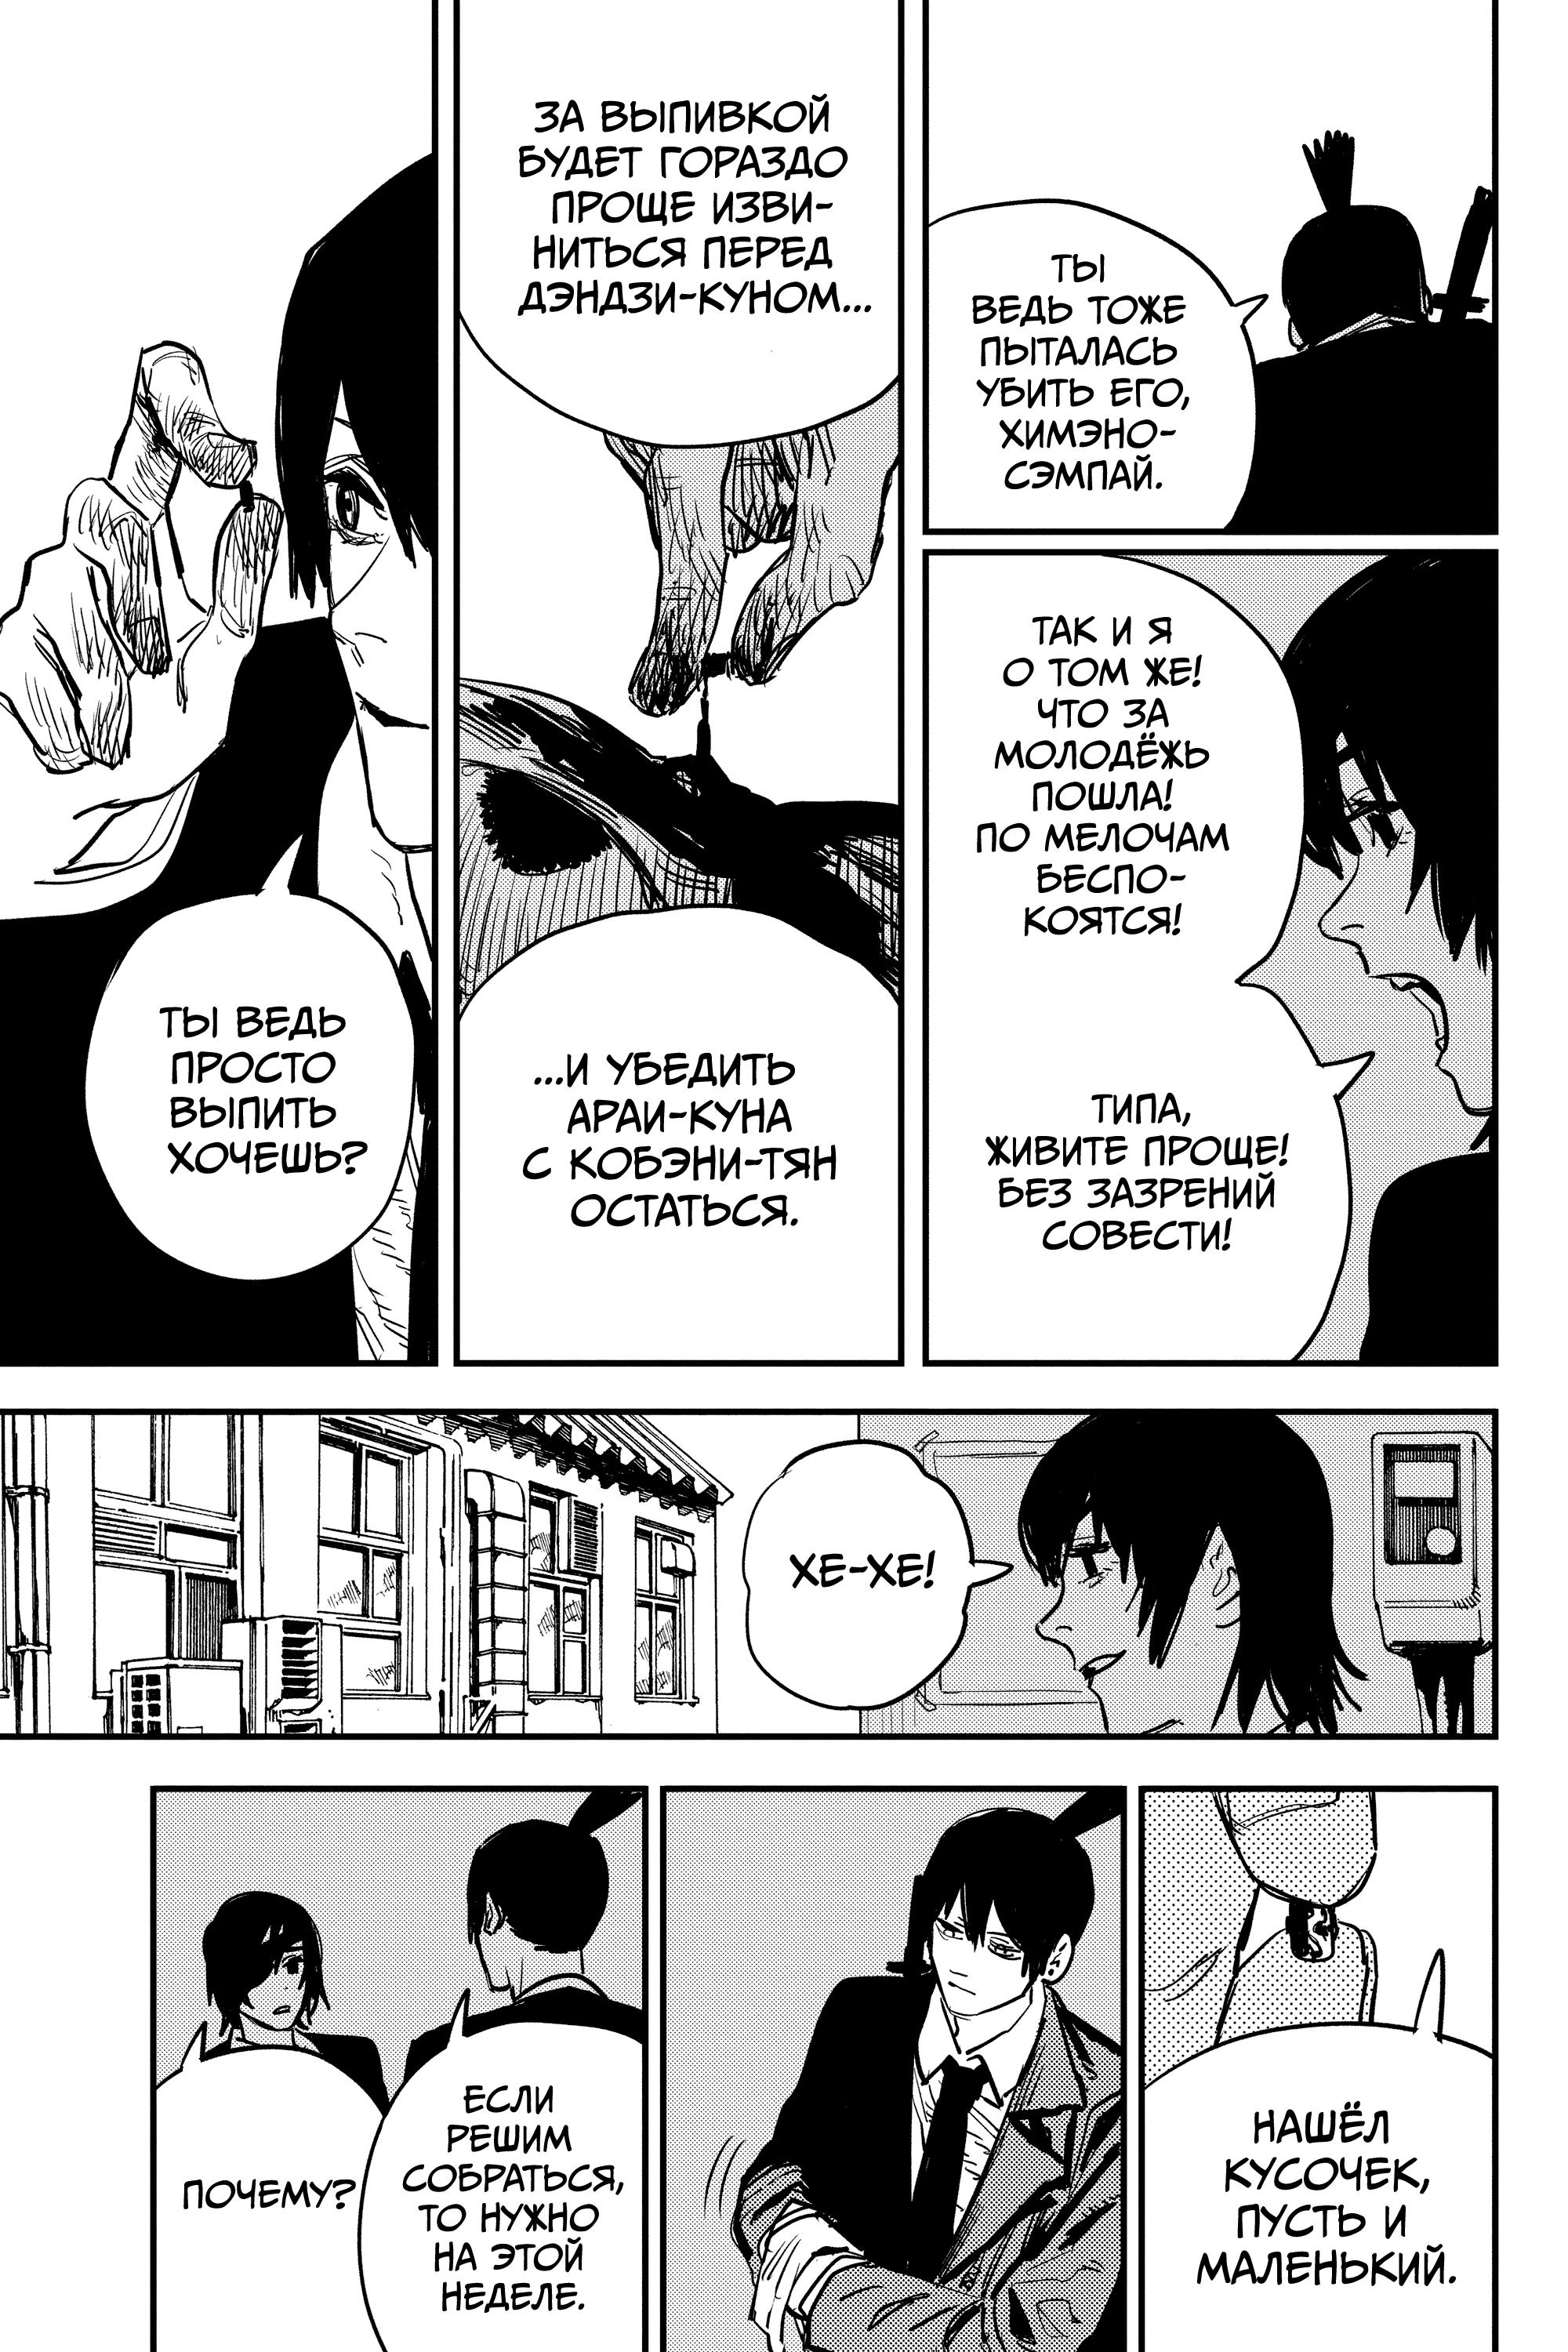 ТЫ
ВЕДЬ ТОЖЕ
ПЫТАЛАСЬ
УБИТЬ ЕГО,
ХИМЭНО-
СЭМПАЙ.
ТАК И Я
О ТОМ ЖЕ!
ЧТО ЗА
МОЛОДЁЖЬ
ПОШЛА!
ПО МЕЛОЧАМ
БЕСПО-
КОЯТСЯ!
ТИПА,
ЖИВИТЕ ПРОЩЕ!
БЕЗ ЗАЗРЕНИЙ
СОВЕСТИ!
ЗА ВЫПИВКОЙ
БУДЕТ ГОРАЗДО
ПРОЩЕ ИЗВИ-
НИТЬСЯ ПЕРЕД
ДЭНДЗИ-КУНОМ...
...И УБЕДИТЬ
АРАИ-КУНА
С КОБЭНИ-ТЯН
ОСТАТЬСЯ.
ТЫ ВЕДЬ
ПРОСТО
ВЫПИТЬ
ХОЧЕШЬ?
ХЕ-ХЕ!
НАШЁЛ
КУСОЧЕК,
ПУСТЬ И
МАЛЕНЬКИЙ.
ЕСЛИ
РЕШИМ
СОБРАТЬСЯ,
ТО НУЖНО
НА ЭТОЙ
НЕДЕЛЕ.
ПОЧЕМУ?